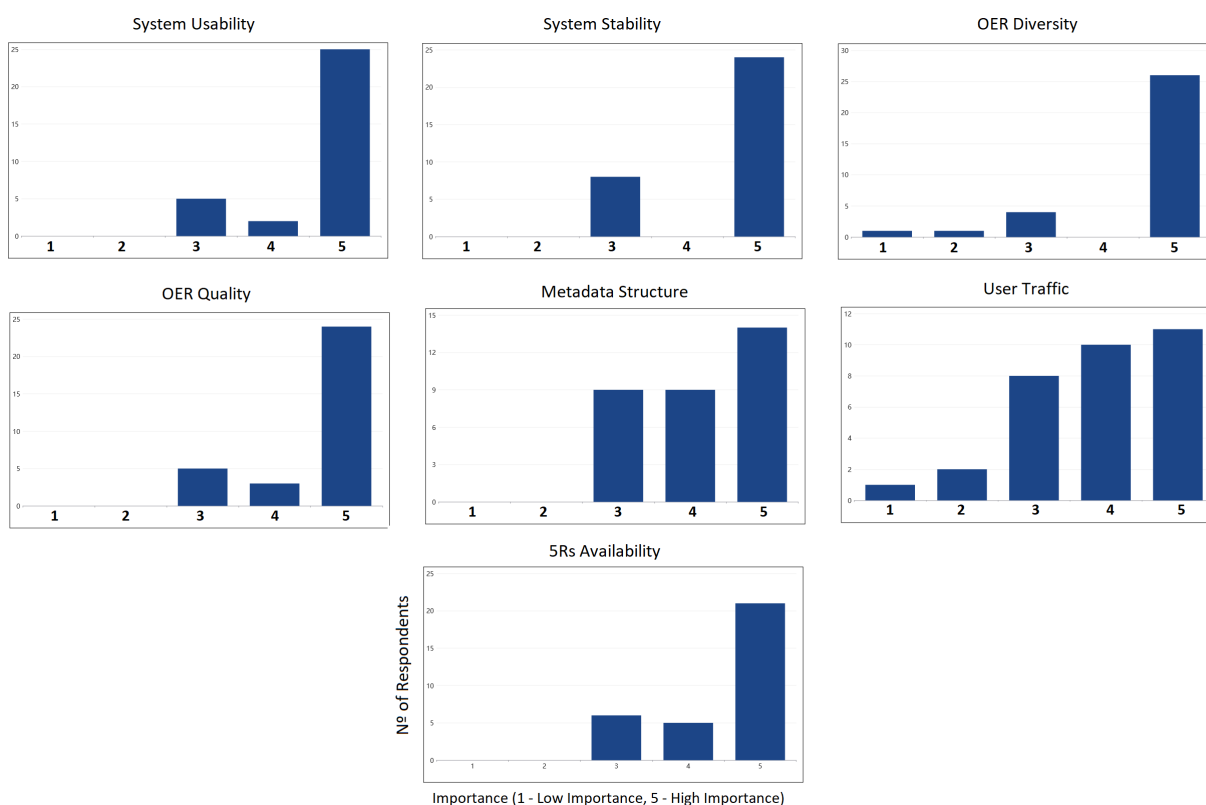 System Usability
25
20
15
10
5
0
1 2 3 4 5
System Stability
25
20
15
10
5
0
1 2 3 4 5
OER Diversity
30
25
20
15
10
5
0
1 2 3 4 5
OER Quality
25
20
15
10
5
0
1 2 3 4 5
Metadata Structure
15
12
9
6
3
0
1 2 3 4 5
User Traffic
12
10
8
6
4
2
0
1 2 3 4 5
5Rs Availability
Nº of Respondents
25
20
15
10
5
0
1 2 3 4 5
Importance (1 - Low Importance, 5 - High Importance)